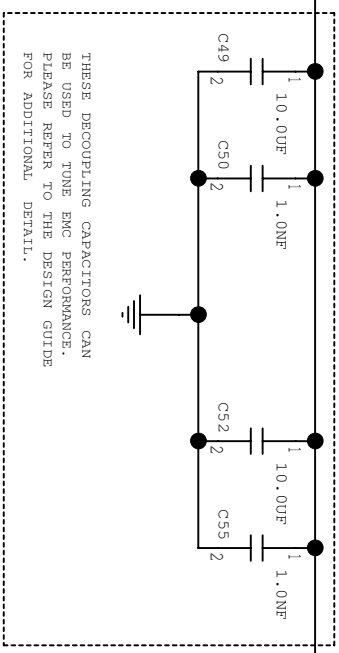 C49
1
2
10.0UF
C50
1
2
1.0NF
C52
1
2
10.0UF
C55
1
2
1.0NF
THESE DECOUPLING CAPACITORS CAN
BE USED TO TUNE EMC PERFORMANCE.
PLEASE REFER TO THE DESIGN GUIDE
FOR ADDITIONAL DETAIL.